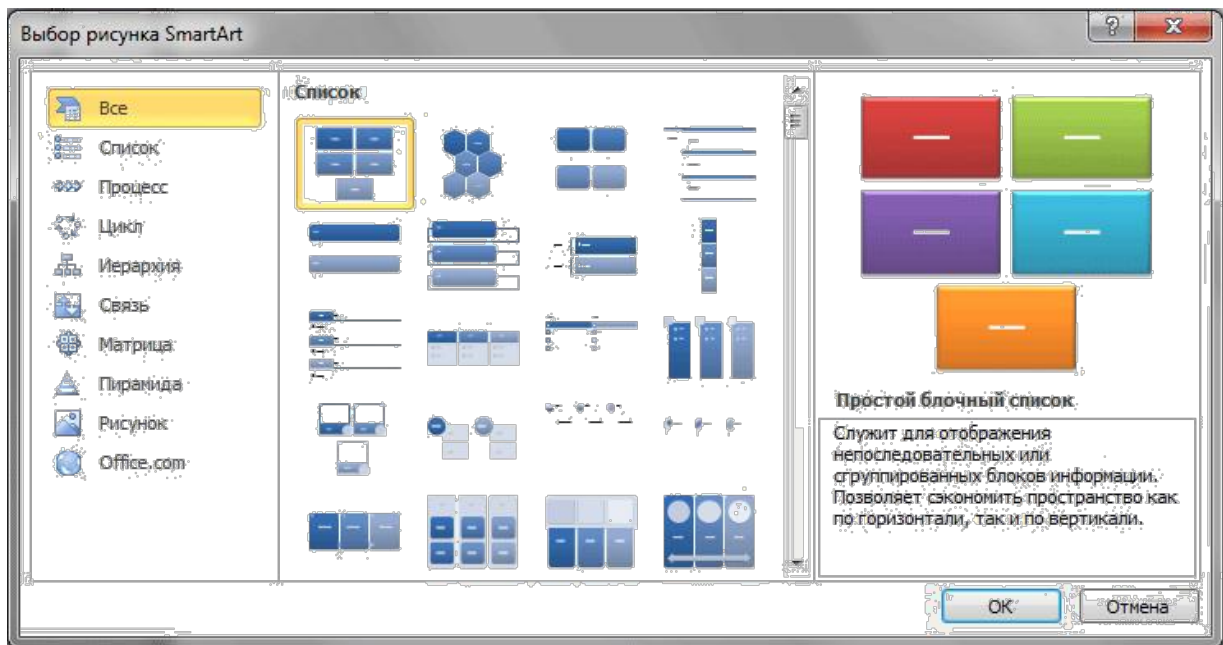 Выбор рисунка SmartArt
Все
Список
Процесс
Цикл
Иерархия
Связь
Матрица
Пирамида
Рисунок
Office.com
Список
Простой блочный список
Служит для отображения
непоследовательных или
сгруппированных блоков информации.
Позволяет сэкономить пространство как
по горизонтали, так и по вертикали.
ОК
Отмена